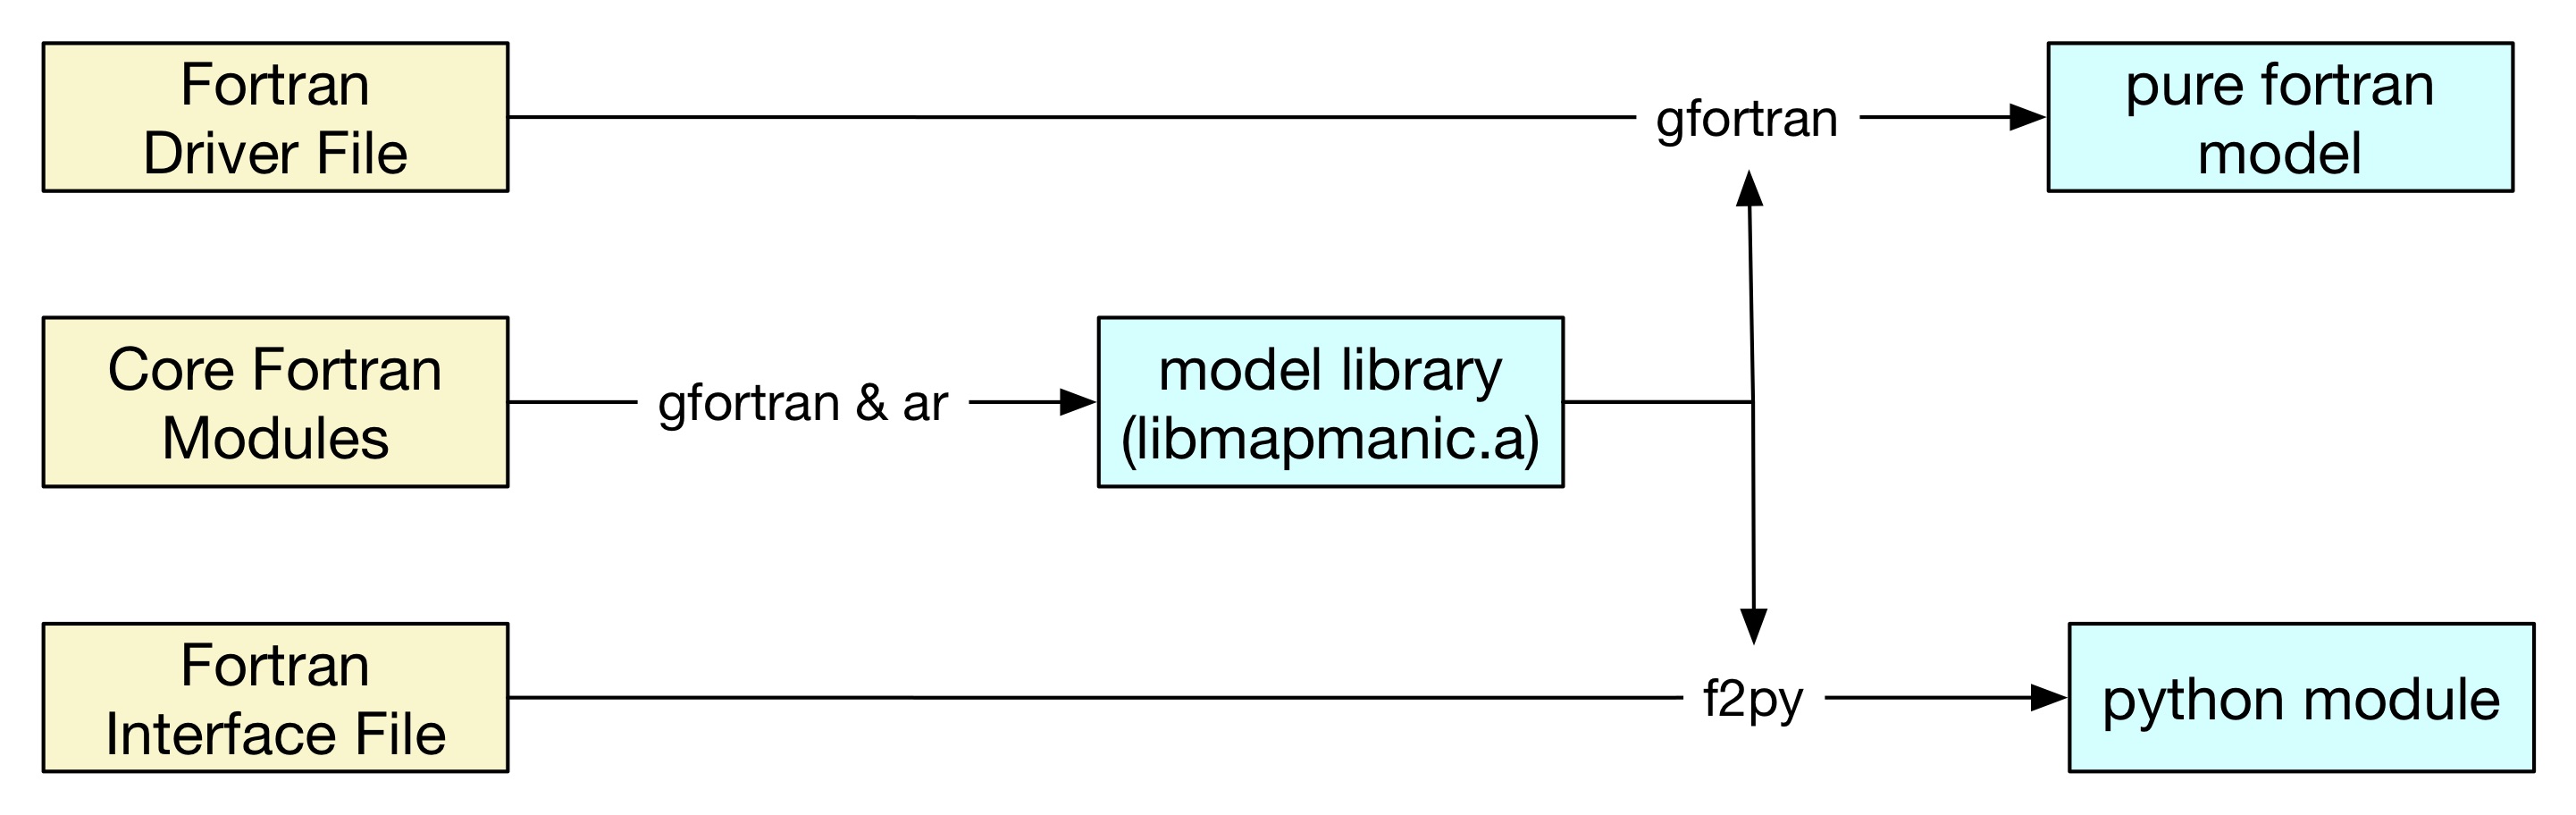 Fortran
Driver File
gfortran
pure fortran
model
Core Fortran
Modules
gfortran & ar
model library
(libmapmanic.a)
Fortran
Interface File
f2py
python module